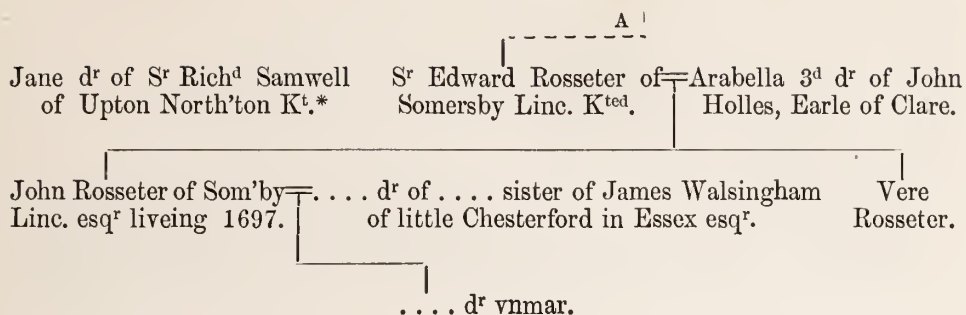 A
Jane dʳ of Sʳ Richᵈ Samwell
of Upton North'ton Kᵗ.*
Sʳ Edward Rosseter of
Somersby Linc. Kᵗᵉᵈ.
Arabella 3ᵈ dʳ of John
Holles, Earle of Clare.
John Rosseter of Som'by
Linc. esqʳ liveing 1697.
. . . . dʳ of . . . . sister of James Walsingham
of little Chesterford in Essex esqʳ.
Vere
Rosseter.
. . . . dʳ vnmar.